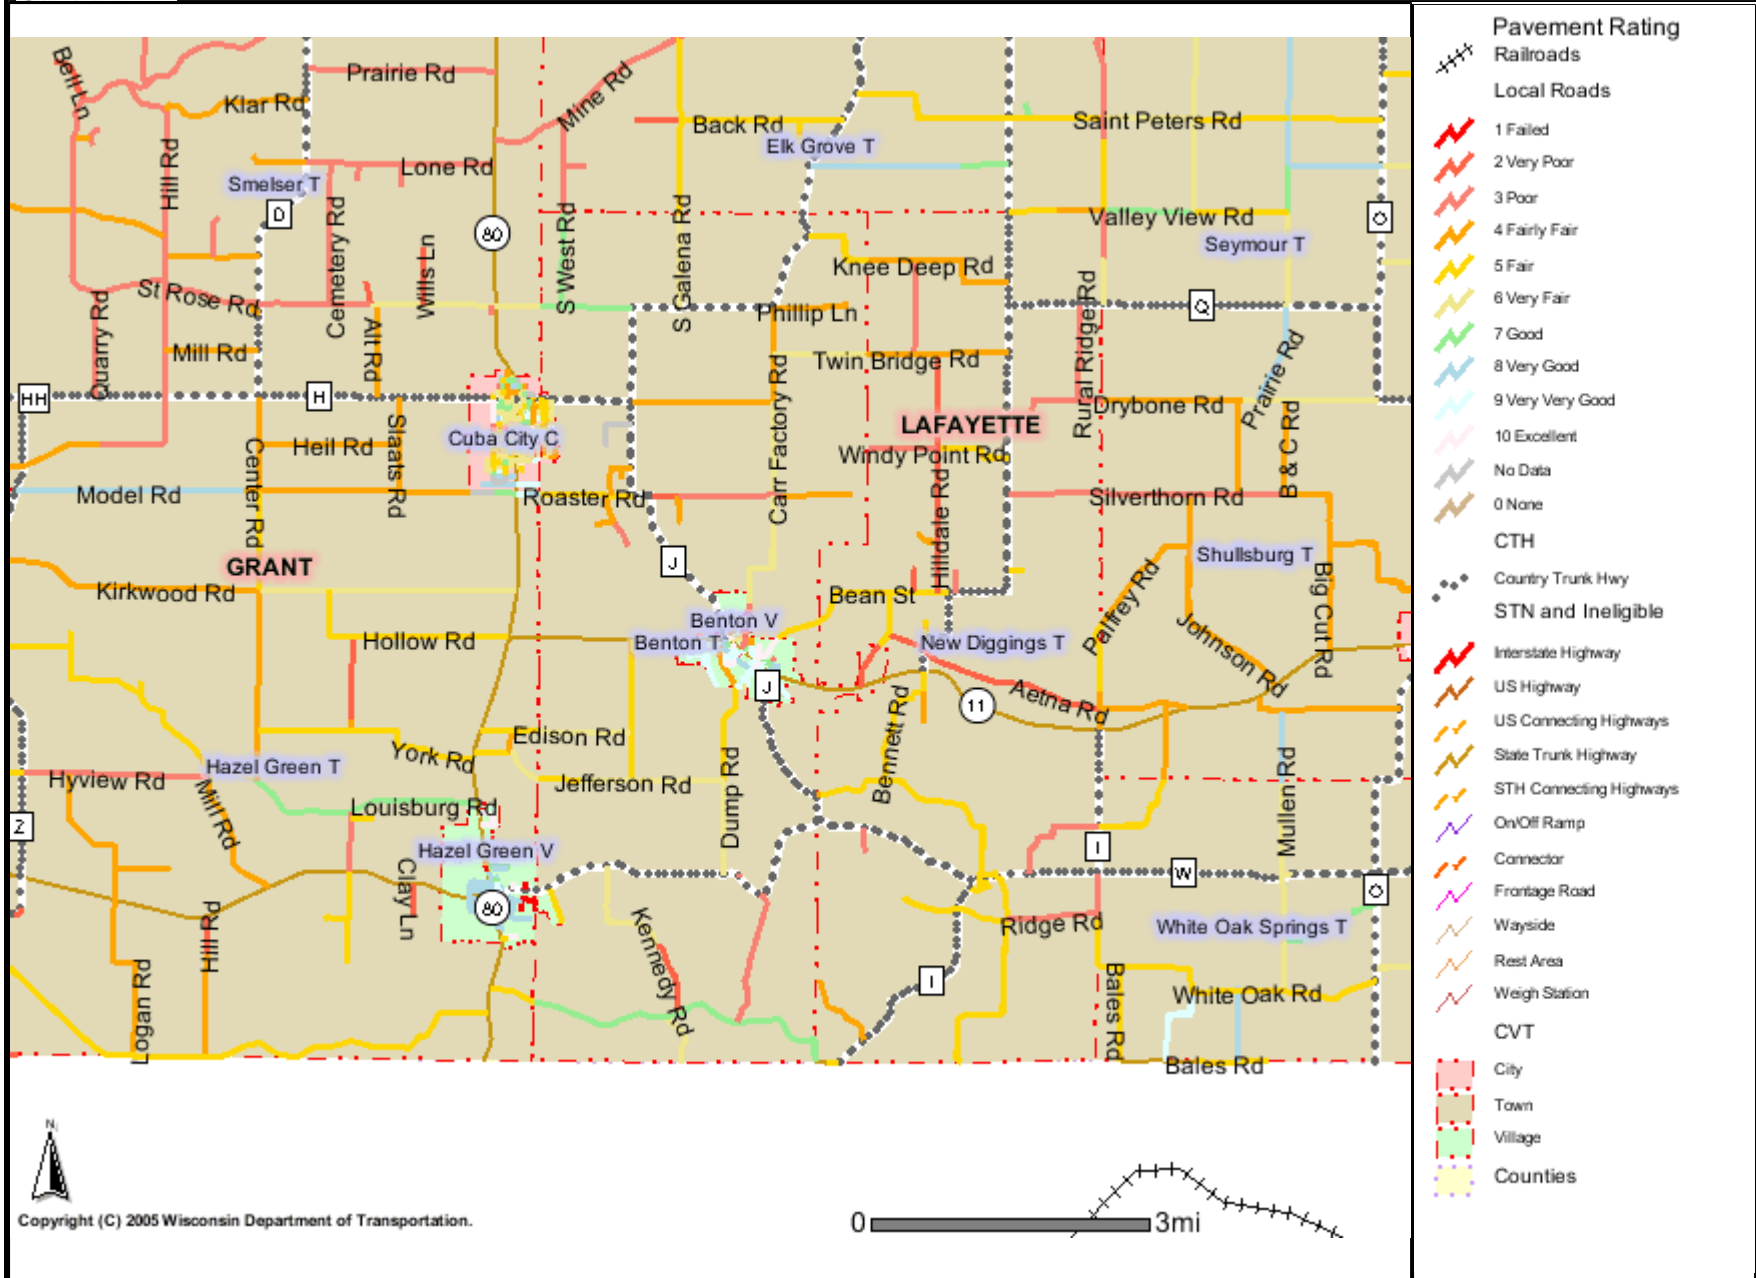 Bell Ln
Prairie Rd
Klar Rd
Mine Rd
Back Rd
Elk Grove T
Saint Peters Rd
Hill Rd
Lone Rd
Smelser T
D
80
Cemetery Rd
Wills Ln
S West Rd
S Galena Rd
Valley View Rd
Seymour T
O
Knee Deep Rd
St Rose Rd
Quarry Rd
Alt Rd
Phillip Ln
Rural Ridge Rd
Q
Mill Rd
Twin Bridge Rd
Prairie Rd
HH
H
Carr Factory Rd
Drybone Rd
Cuba City C
LAFAYETTE
Center Rd
Heil Rd
Slaats Rd
Windy Point Rd
B & C Rd
Model Rd
Roaster Rd
Hilldale Rd
Silverthorn Rd
GRANT
J
Shullsburg T
Kirkwood Rd
Bean St
Palfrey Rd
Big Cut Rd
Benton V
Hollow Rd
Benton T
New Diggings T
Johnson Rd
J
11
Aetna Rd
Bennett Rd
Edison Rd
York Rd
Hazel Green T
Hyview Rd
Jefferson Rd
Dump Rd
Mullen Rd
Mill Rd
Louisburg Rd
Z
Hazel Green V
I
W
Clay Ln
80
O
Hill Rd
Kennedy Rd
Ridge Rd
White Oak Springs T
I
Logan Rd
Bales Rd
White Oak Rd
Bales Rd
N
Copyright (C) 2005 Wisconsin Department of Transportation.
0 3mi
Pavement Rating
Railroads
Local Roads
1 Failed
2 Very Poor
3 Poor
4 Fairly Fair
5 Fair
6 Very Fair
7 Good
8 Very Good
9 Very Very Good
10 Excellent
No Data
0 None
CTH
Country Trunk Hwy
STN and Ineligible
Interstate Highway
US Highway
US Connecting Highways
State Trunk Highway
STH Connecting Highways
On/Off Ramp
Connector
Frontage Road
Wayside
Rest Area
Weigh Station
CVT
City
Town
Village
Counties